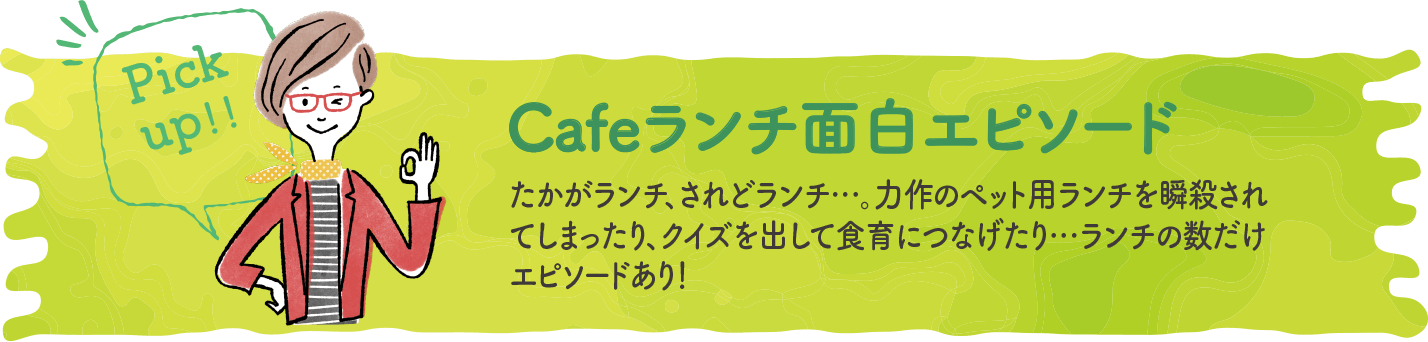 Pick
up!!
Cafeランチ面白エピソード
たかがランチ、されどランチ…。力作のペット用ランチを瞬殺され
てしまったり、クイズを出して食育につなげたり…ランチの数だけ
エピソードあり!